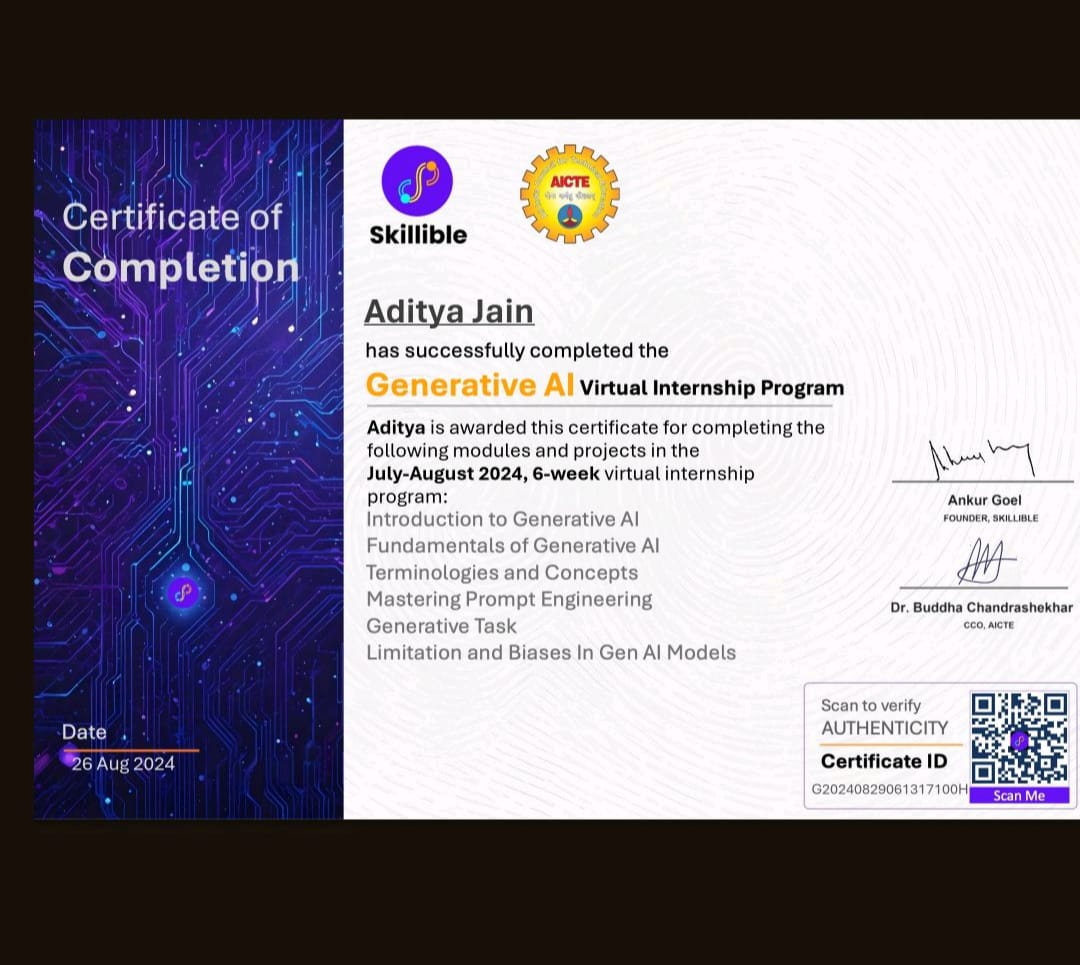 Certificate of
Completion
Skillible
AICTE
Aditya Jain
has successfully completed the
Generative AI Virtual Internship Program
Aditya is awarded this certificate for completing the
following modules and projects in the
July-August 2024, 6-week virtual internship
program:
Introduction to Generative AI
Fundamentals of Generative AI
Terminologies and Concepts
Mastering Prompt Engineering
Generative Task
Limitation and Biases In Gen AI Models
Ankur Goel
FOUNDER, SKILLIBLE
Dr. Buddha Chandrashekhar
CCO, AICTE
Date
26 Aug 2024
Scan to verify
AUTHENTICITY
Certificate ID
G20240829061317100H
Scan Me